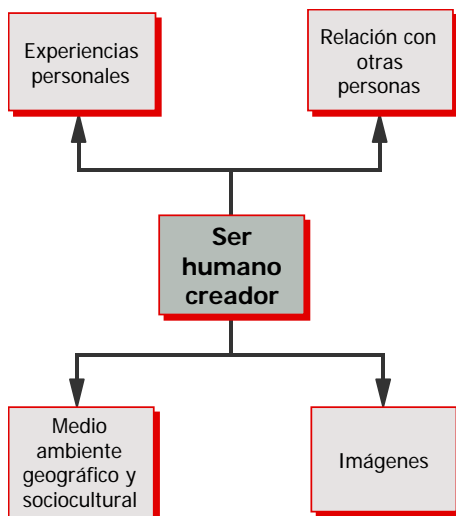 Experiencias
personales
Relación con
otras
personas
Ser
humano
creador
Medio
ambiente
geográfico y
sociocultural
Imágenes